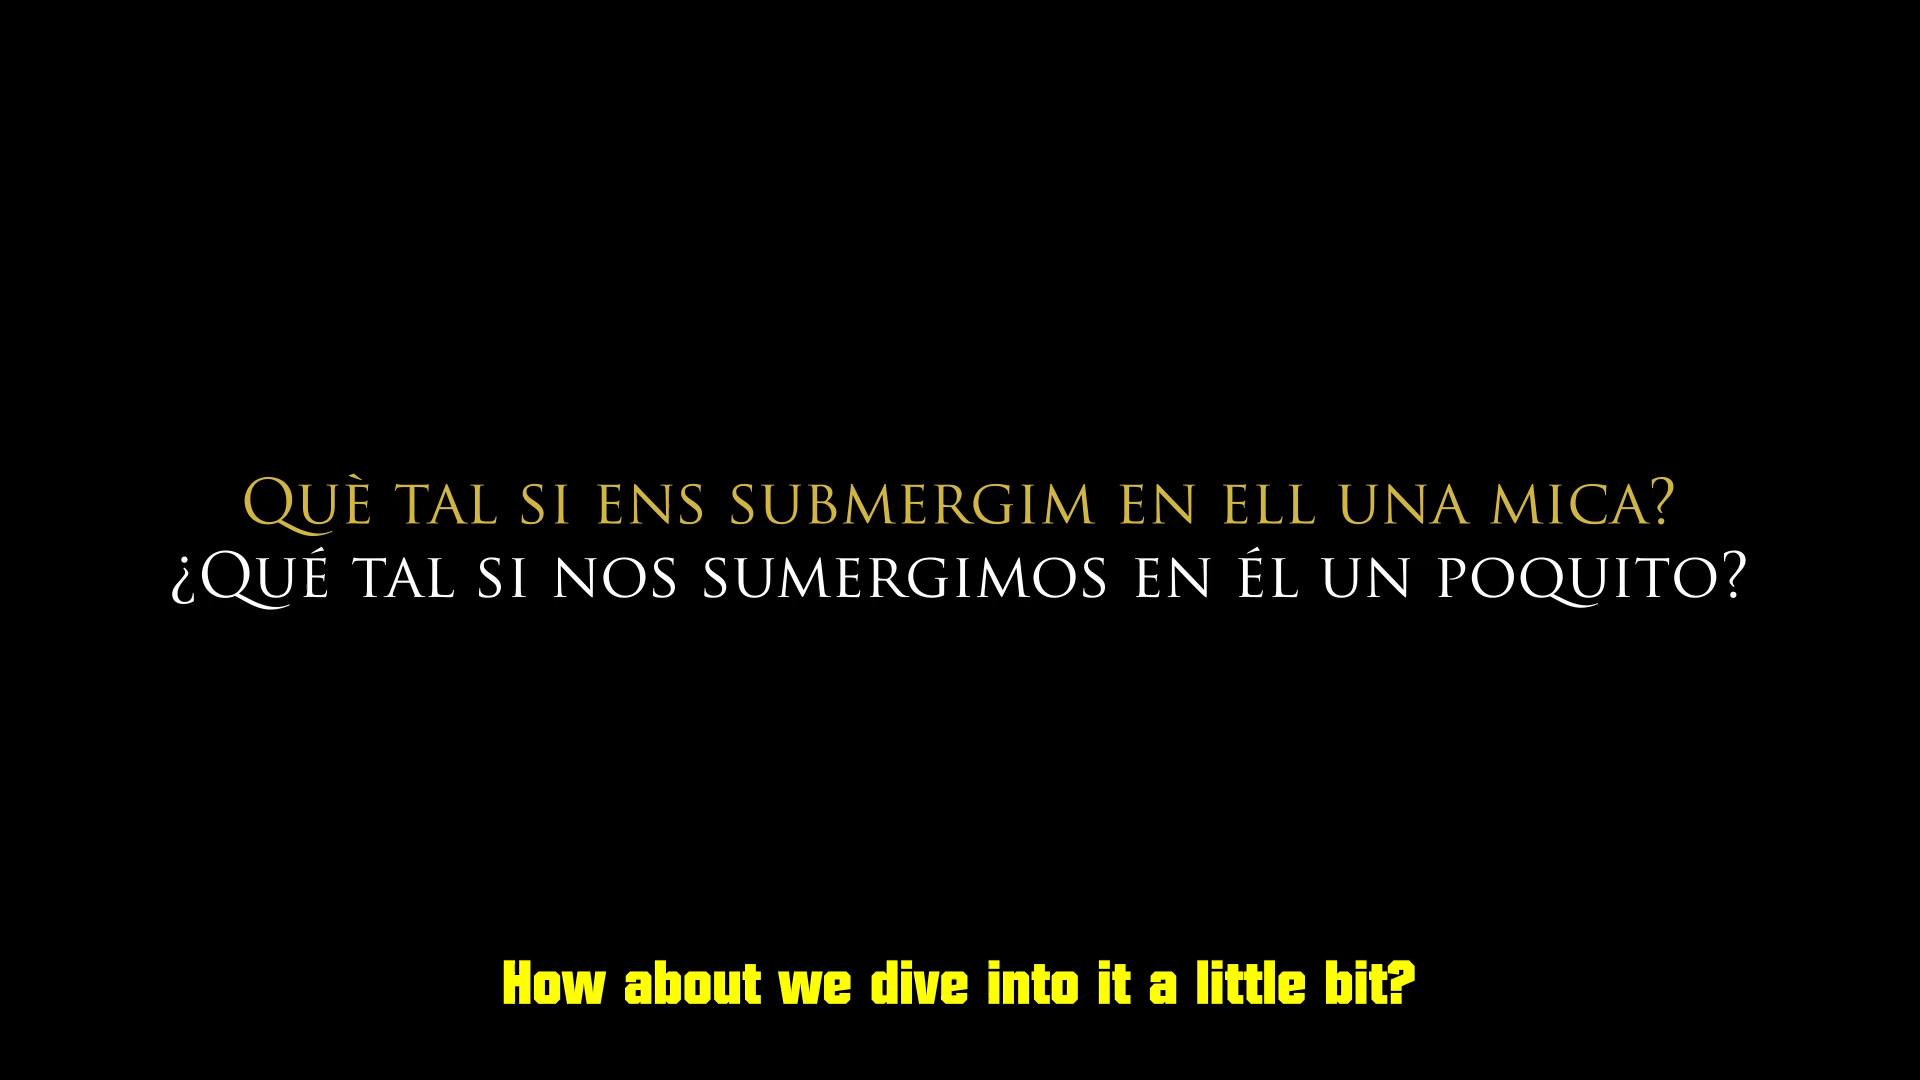 Què tal si ens submergim en ell una mica?
¿Qué tal si nos sumergimos en él un poquito?
How about we dive into it a little bit?